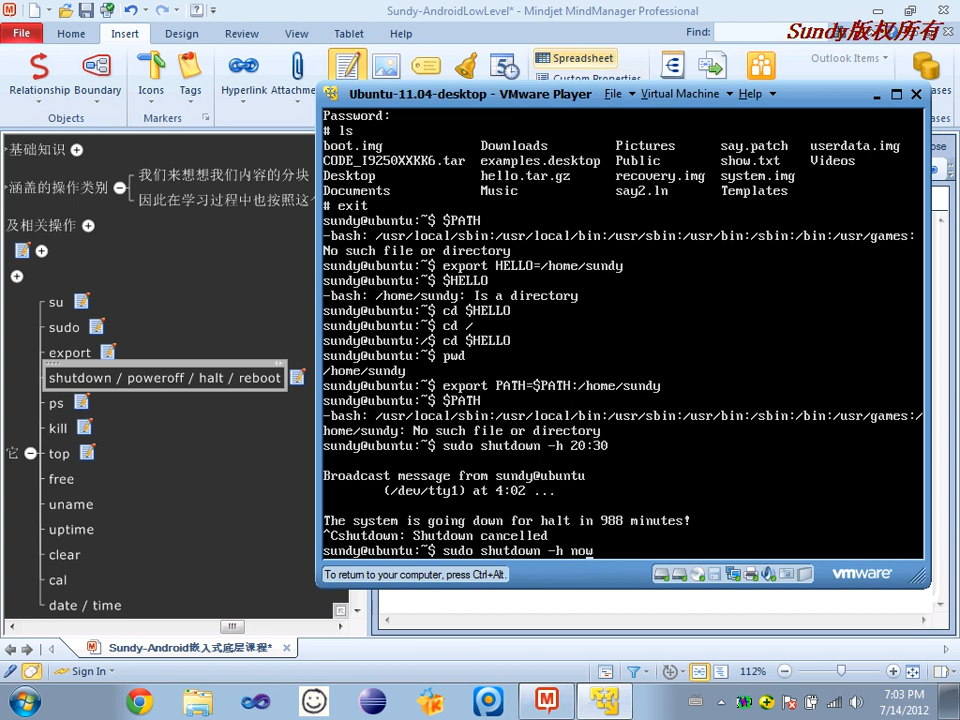 Sundy-AndroidLowLevel* - Mindjet MindManager Professional
Sundy版权所有
File
Home
Insert
Design
Review
View
Tablet
Help
Find:
Relationship
Boundary
Icons
Tags
Hyperlink
Attachme
Spreadsheet
Custom Properties
Outlook Items
Objects
Markers
Ubuntu-11.04-desktop - VMware Player
File
Virtual Machine
Help
基础知识
涵盖的操作类别
我们来想想我们内容的分块
因此在学习过程中也按照这个
及相关操作
su
sudo
export
shutdown / poweroff / halt / reboot
ps
kill
它
top
free
uname
uptime
clear
cal
date / time
Password:
# ls
boot.img Downloads Pictures say.patch userdata.img
CODE_I9250XXKK6.tar examples.desktop Public show.txt Videos
Desktop hello.tar.gz recovery.img system.img
Documents Music say2.ln Templates
# exit
sundy@ubuntu:~$ $PATH
-bash: /usr/local/sbin:/usr/local/bin:/usr/sbin:/usr/bin:/sbin:/bin:/usr/games:
No such file or directory
sundy@ubuntu:~$ export HELLO=/home/sundy
sundy@ubuntu:~$ $HELLO
-bash: /home/sundy: Is a directory
sundy@ubuntu:~$ cd $HELLO
sundy@ubuntu:~$ cd /
sundy@ubuntu:/$ cd $HELLO
sundy@ubuntu:~$ pwd
/home/sundy
sundy@ubuntu:~$ export PATH=$PATH:/home/sundy
sundy@ubuntu:~$ $PATH
-bash: /usr/local/sbin:/usr/local/bin:/usr/sbin:/usr/bin:/sbin:/bin:/usr/games:/
home/sundy: No such file or directory
sundy@ubuntu:~$ sudo shutdown -h 20:30
Broadcast message from sundy@ubuntu
(/dev/tty1) at 4:02 ...
The system is going down for halt in 988 minutes!
^Cshutdown: Shutdown cancelled
sundy@ubuntu:~$ sudo shutdown -h now
To return to your computer, press Ctrl+Alt.
vmware
Sundy-Android嵌入式底层课程*
Sign In
112%
7:03 PM
7/14/2012